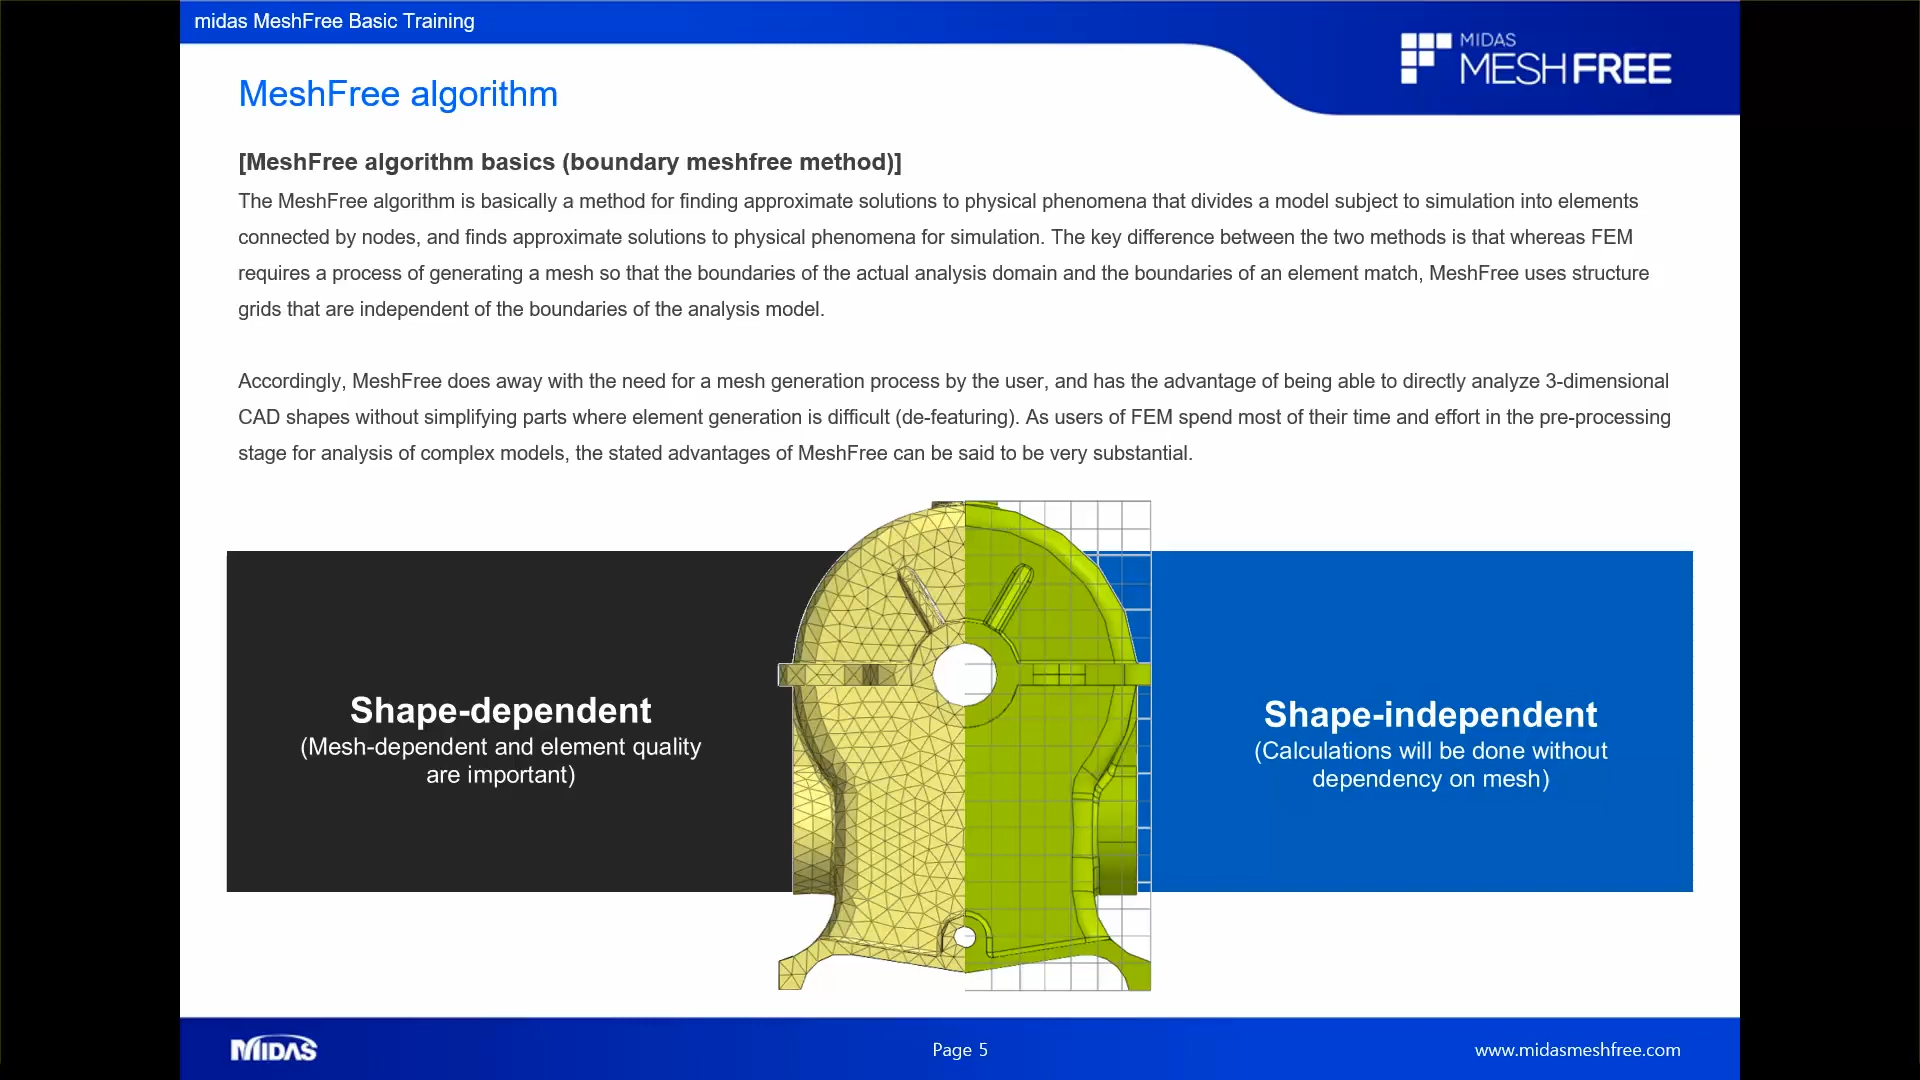 midas MeshFree Basic Training
MIDAS
MESHFREE
MeshFree algorithm
[MeshFree algorithm basics (boundary meshfree method)]
The MeshFree algorithm is basically a method for finding approximate solutions to physical phenomena that divides a model subject to simulation into elements
connected by nodes, and finds approximate solutions to physical phenomena for simulation. The key difference between the two methods is that whereas FEM
requires a process of generating a mesh so that the boundaries of the actual analysis domain and the boundaries of an element match, MeshFree uses structure
grids that are independent of the boundaries of the analysis model.
Accordingly, MeshFree does away with the need for a mesh generation process by the user, and has the advantage of being able to directly analyze 3-dimensional
CAD shapes without simplifying parts where element generation is difficult (de-featuring). As users of FEM spend most of their time and effort in the pre-processing
stage for analysis of complex models, the stated advantages of MeshFree can be said to be very substantial.
Shape-dependent
(Mesh-dependent and element quality
are important)
Shape-independent
(Calculations will be done without
dependency on mesh)
MIDAS
Page 5
www.midasmeshfree.com